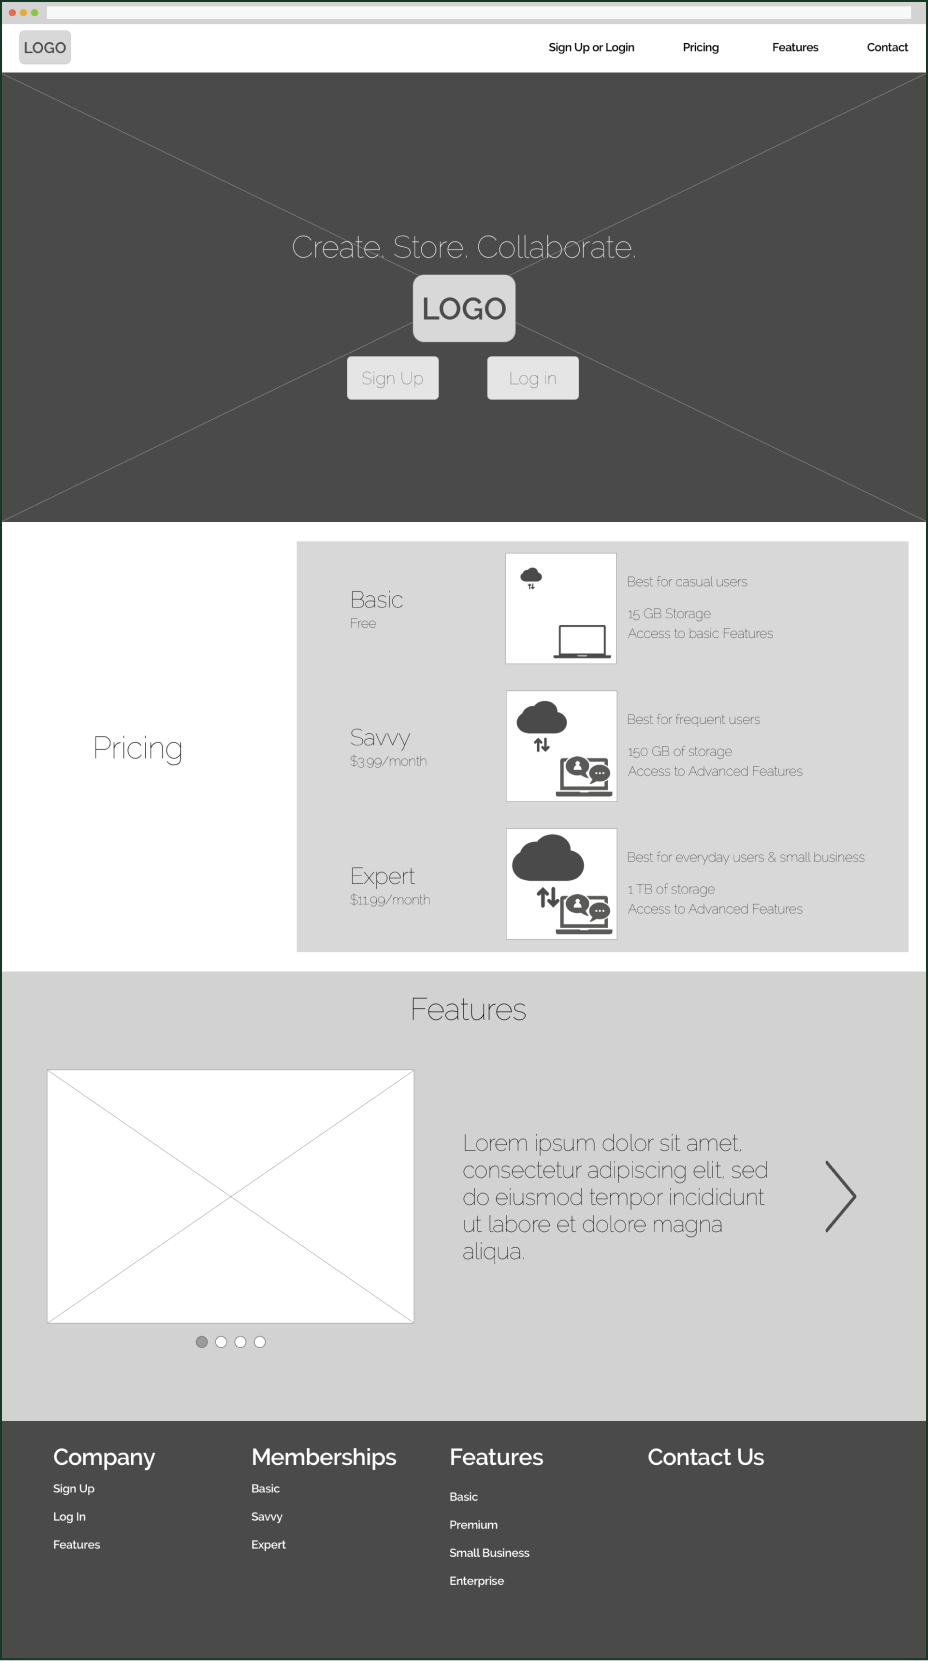 LOGO
Sign Up or Login
Pricing
Features
Contact
Create. Store. Collaborate.
LOGO
Sign Up
Log in
Pricing
Basic
Free
Best for casual users
15 GB Storage
Access to basic Features
Savvy
$3.99/month
Best for frequent users
150 GB of storage
Access to Advanced Features
Expert
$11.99/month
Best for everyday users & small business
1 TB of storage
Access to Advanced Features
Features
Lorem ipsum dolor sit amet,
consectetur adipiscing elit, sed
do eiusmod tempor incididunt
ut labore et dolore magna
aliqua.
Company
Sign Up
Log In
Features
Memberships
Basic
Savvy
Expert
Features
Basic
Premium
Small Business
Enterprise
Contact Us